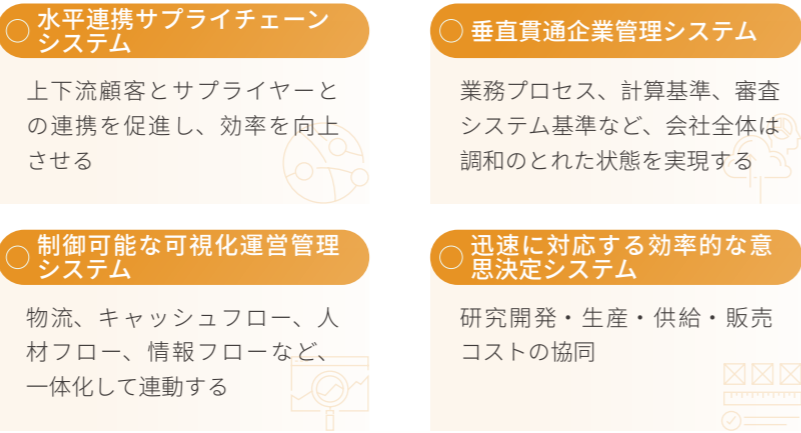 水平連携サプライチェーン
システム
上下流顧客とサプライヤーと
の連携を促進し、効率を向上
させる
垂直貫通企業管理システム
業務プロセス、計算基準、審査
システム基準など、会社全体は
調和のとれた状態を実現する
制御可能な可視化運営管理
システム
物流、キャッシュフロー、人
材フロー、情報フローなど、
一体化して連動する
迅速に対応する効率的な意
思決定システム
研究開発・生産・供給・販売
コストの協同